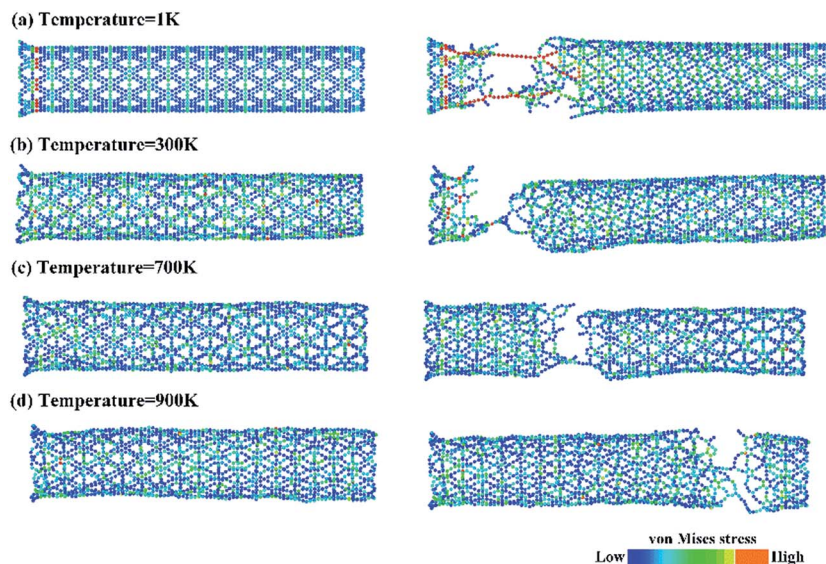 (a) Temperature=1K
(b) Temperature=300K
(c) Temperature=700K
(d) Temperature=900K
von Mises stress
Low High